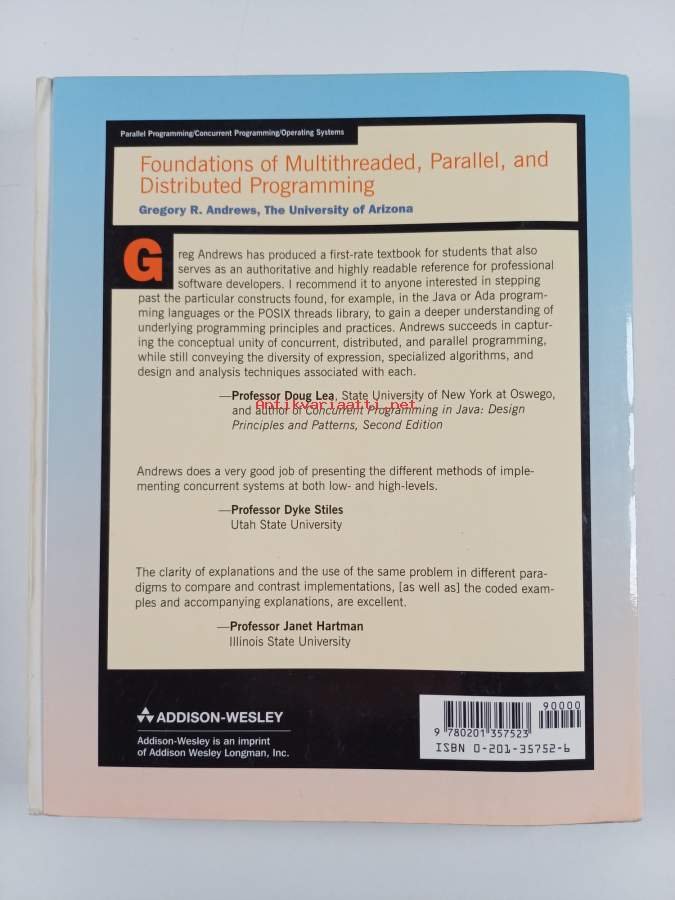 Parallel Programming/Concurrent Programming/Operating Systems
Foundations of Multithreaded, Parallel, and
Distributed Programming
Gregory R. Andrews, The University of Arizona
Greg Andrews has produced a first-rate textbook for students that also
serves as an authoritative and highly readable reference for professional
software developers. I recommend it to anyone interested in stepping
past the particular constructs found, for example, in the Java or Ada program-
ming languages or the POSIX threads library, to gain a deeper understanding of
underlying programming principles and practices. Andrews succeeds in captur-
ing the conceptual unity of concurrent, distributed, and parallel programming,
while still conveying the diversity of expression, specialized algorithms, and
design and analysis techniques associated with each.
—Professor Doug Lea, State University of New York at Oswego,
Antikvariaatti.net
and author of Concurrent Programming in Java: Design
Principles and Patterns, Second Edition
Andrews does a very good job of presenting the different methods of imple-
menting concurrent systems at both low- and high-levels.
—Professor Dyke Stiles
Utah State University
The clarity of explanations and the use of the same problem in different para-
digms to compare and contrast implementations, [as well as] the coded exam-
ples and accompanying explanations, are excellent.
—Professor Janet Hartman
Illinois State University
ADDISON-WESLEY
Addison-Wesley is an imprint
of Addison Wesley Longman, Inc.
90000
9 780201 357523
ISBN 0-201-35752-6